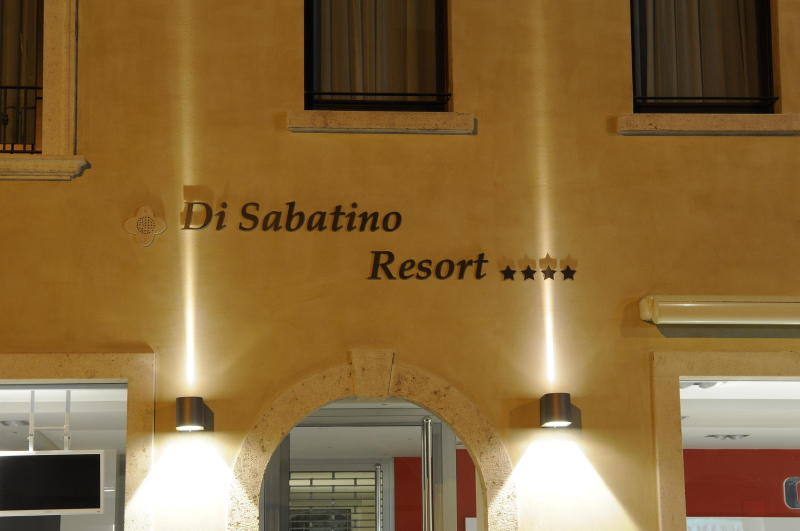 Di Sabatino
Resort ★★★★